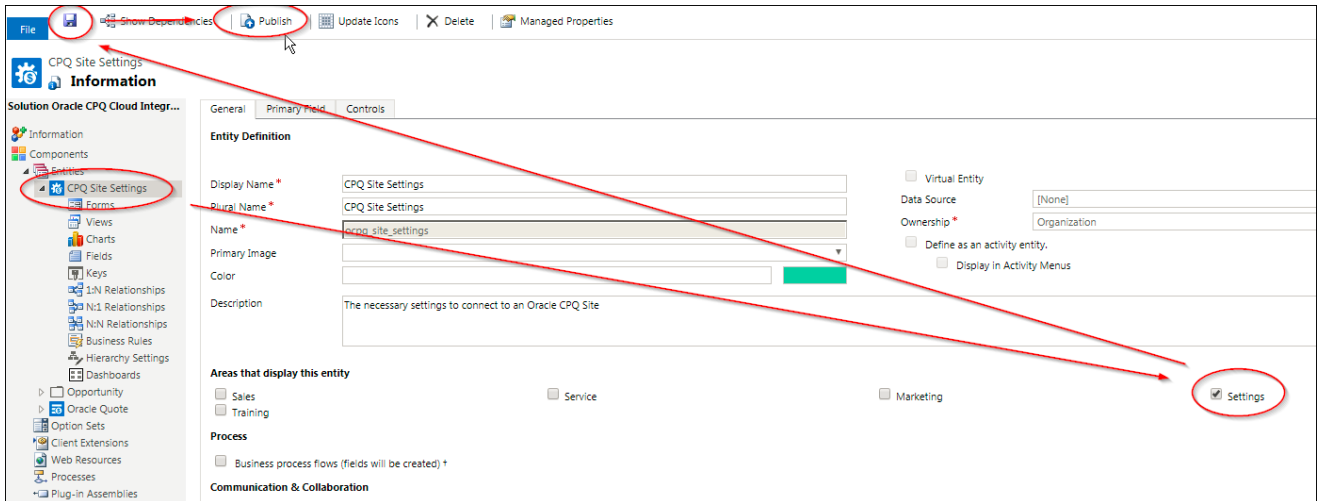 File
Show Dependencies
Publish
Update Icons
Delete
Managed Properties
CPQ Site Settings
Information
Solution Oracle CPQ Cloud Integr...
Information
Components
Entities
CPQ Site Settings
Forms
Views
Charts
Fields
Keys
1:N Relationships
N:1 Relationships
N:N Relationships
Business Rules
Hierarchy Settings
Dashboards
Opportunity
Oracle Quote
Option Sets
Client Extensions
Web Resources
Processes
Plug-in Assemblies
General Primary Field Controls
Entity Definition
Display Name * CPQ Site Settings
Plural Name * CPQ Site Settings
Name * ocpq_site_settings
Primary Image
Color
Description The necessary settings to connect to an Oracle CPQ Site
Virtual Entity
Data Source [None]
Ownership * Organization
Define as an activity entity.
Display in Activity Menus
Areas that display this entity
Sales Service Marketing Settings
Training
Process
Business process flows (fields will be created) †
Communication & Collaboration